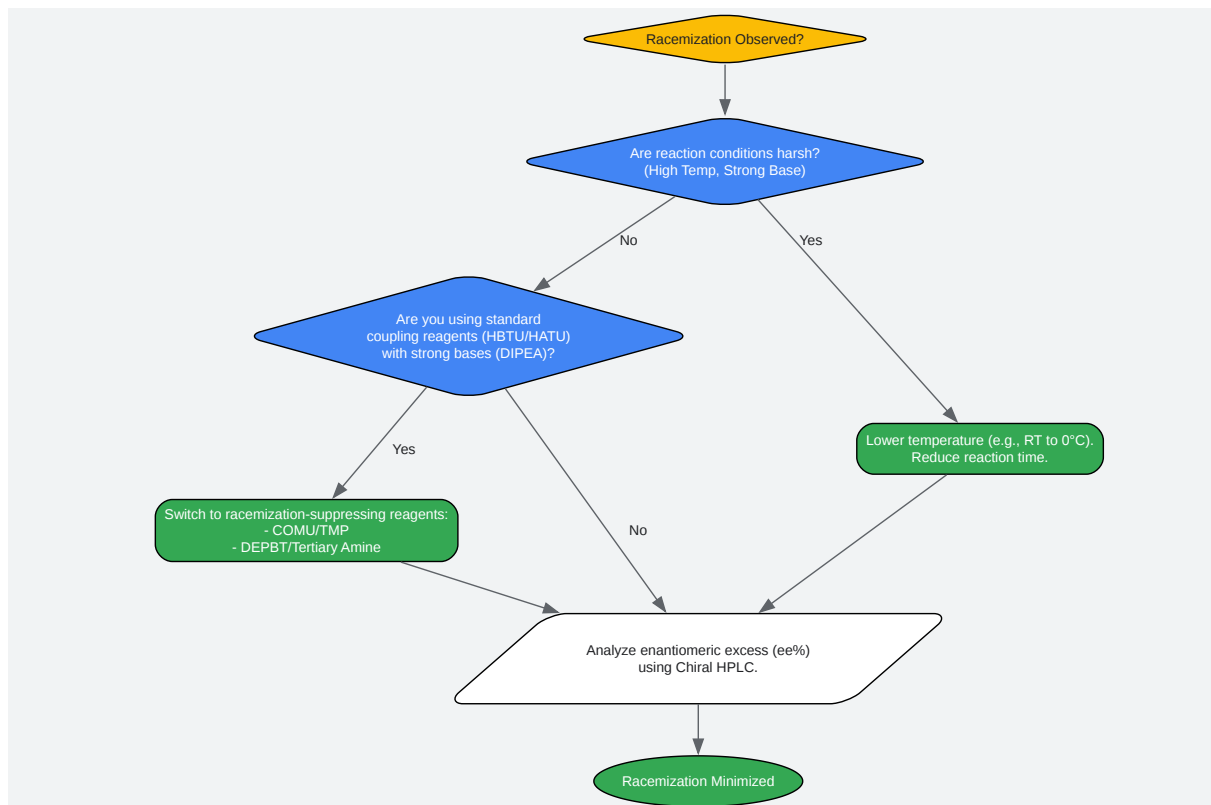 Racemization Observed?
Are reaction conditions harsh?
(High Temp, Strong Base)
No
Yes
Are you using standard
coupling reagents (HBTU/HATU)
with strong bases (DIPEA)?
Lower temperature (e.g., RT to 0°C).
Reduce reaction time.
Yes
Switch to racemization-suppressing reagents:
- COMU/TMP
- DEPBT/Tertiary Amine
No
Analyze enantiomeric excess (ee%)
using Chiral HPLC.
Racemization Minimized